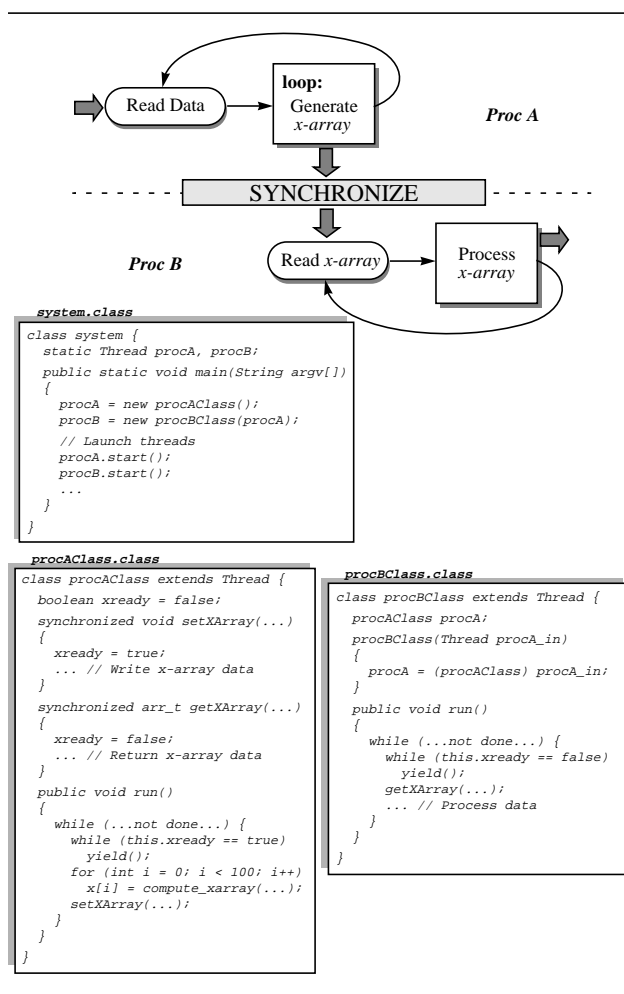 Read Data
loop:
Generate
x-array
Proc A
SYNCHRONIZE
Proc B
Read x-array
Process
x-array
system.class
class system {
static Thread procA, procB;
public static void main(String argv[])
{
procA = new procAClass();
procB = new procBClass(procA);
// Launch threads
procA.start();
procB.start();
...
}
}
procAClass.class
class procAClass extends Thread {
boolean xready = false;
synchronized void setXArray(...)
{
xready = true;
... // Write x-array data
}
synchronized arr_t getXArray(...)
{
xready = false;
... // Return x-array data
}
public void run()
{
while (...not done...) {
while (this.xready == true)
yield();
for (int i = 0; i < 100; i++)
x[i] = compute_xarray(...);
setXArray(...);
}
}
}
procBClass.class
class procBClass extends Thread {
procAClass procA;
procBClass(Thread procA_in)
{
procA = (procAClass) procA_in;
}
public void run()
{
while (...not done...) {
while (this.xready == false)
yield();
getXArray(...);
... // Process data
}
}
}